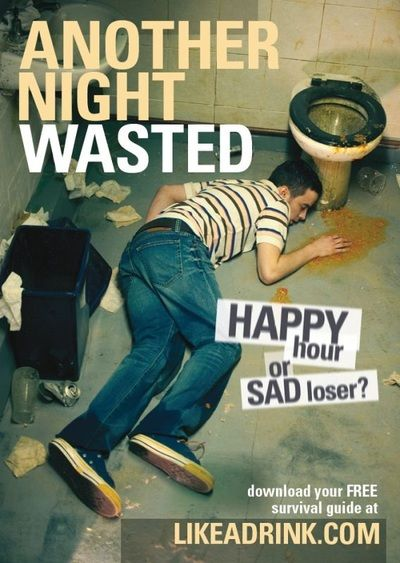 ANOTHER
NIGHT
WASTED
HAPPY
hour
or
SAD loser?
download your FREE
survival guide at
LIKEADRINK.COM